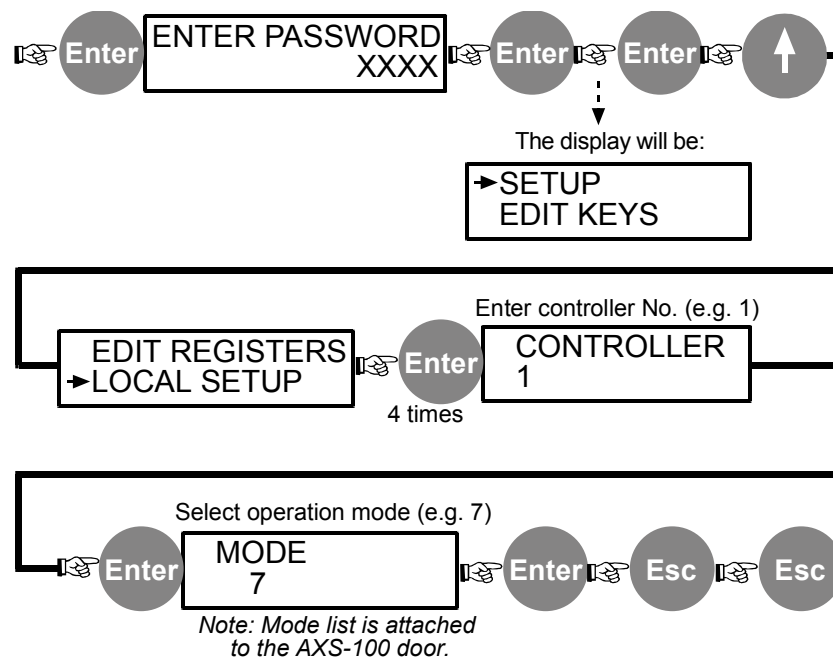 Enter
ENTER PASSWORD
XXXX
Enter
Enter
The display will be:
SETUP
EDIT KEYS
EDIT REGISTERS
LOCAL SETUP
Enter
4 times
Enter controller No. (e.g. 1)
CONTROLLER
1
Select operation mode (e.g. 7)
Enter
MODE
7
Enter
Esc
Esc
Note: Mode list is attached
to the AXS-100 door.